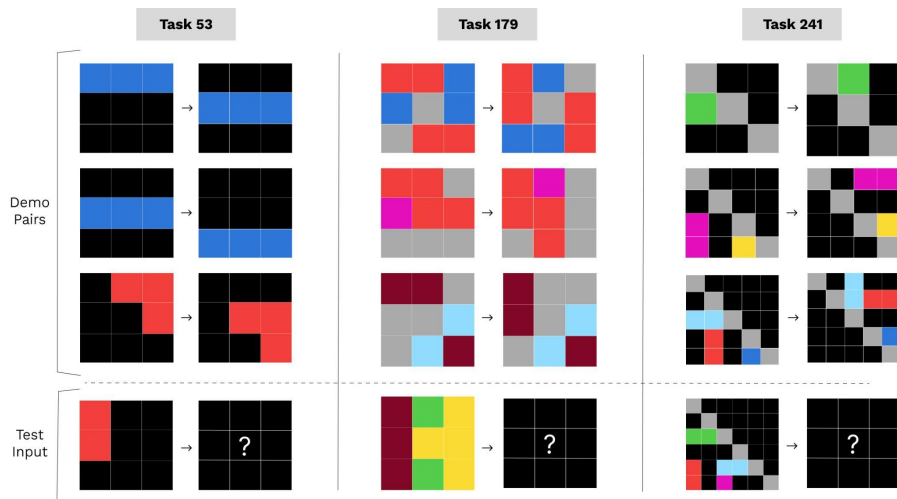 Task 53
Task 179
Task 241
Demo
Pairs
Test
Input
?
?
?